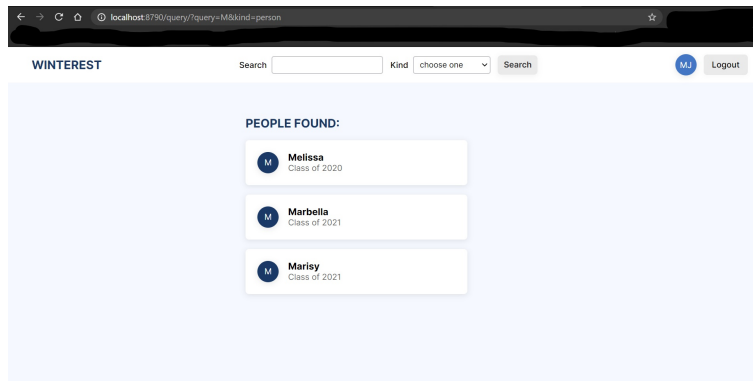 localhost:8790/query/?query=M&kind=person
WINTEREST
Search
Kind
choose one
Search
MJ
Logout
PEOPLE FOUND:
M
Melissa
Class of 2020
M
Marbella
Class of 2021
M
Marisy
Class of 2021